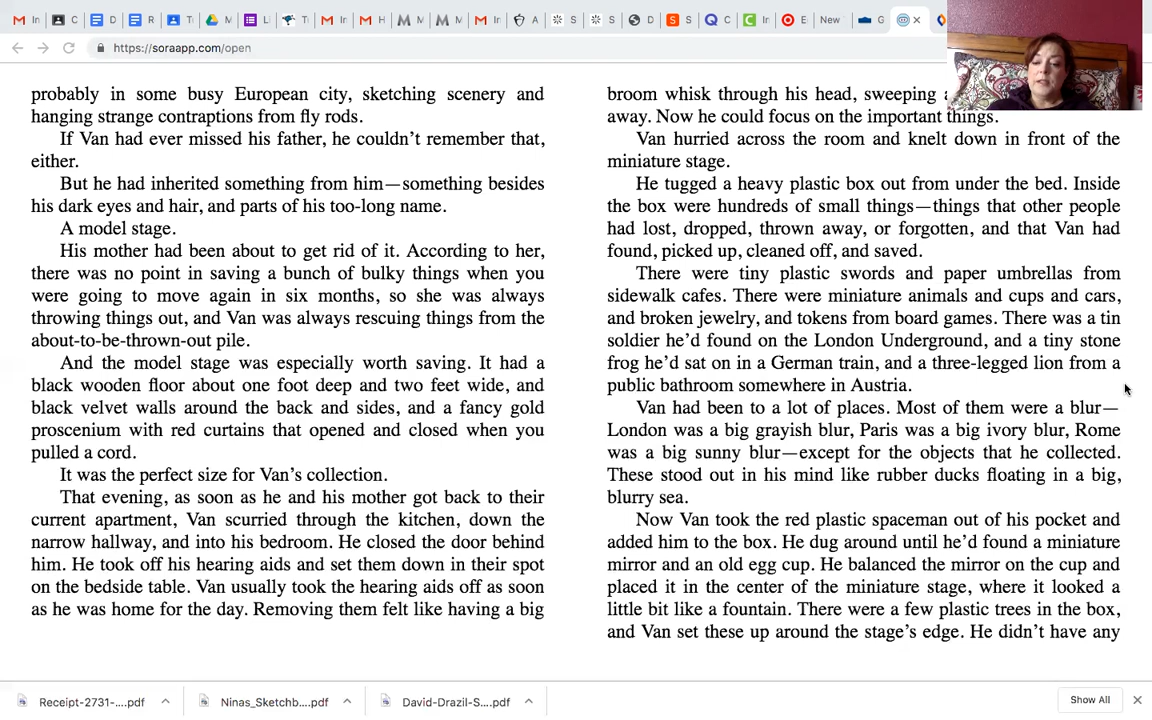 M In
C
D
R
T
M
Li
T
M In
M H
M
M
M In
A
S
S
D
S
C
In
E
New
G
https://soraapp.com/open
probably in some busy European city, sketching scenery and
hanging strange contraptions from fly rods.
If Van had ever missed his father, he couldn't remember that,
either.
But he had inherited something from him—something besides
his dark eyes and hair, and parts of his too-long name.
A model stage.
His mother had been about to get rid of it. According to her,
there was no point in saving a bunch of bulky things when you
were going to move again in six months, so she was always
throwing things out, and Van was always rescuing things from the
about-to-be-thrown-out pile.
And the model stage was especially worth saving. It had a
black wooden floor about one foot deep and two feet wide, and
black velvet walls around the back and sides, and a fancy gold
proscenium with red curtains that opened and closed when you
pulled a cord.
It was the perfect size for Van's collection.
That evening, as soon as he and his mother got back to their
current apartment, Van scurried through the kitchen, down the
narrow hallway, and into his bedroom. He closed the door behind
him. He took off his hearing aids and set them down in their spot
on the bedside table. Van usually took the hearing aids off as soon
as he was home for the day. Removing them felt like having a big
broom whisk through his head, sweeping
away. Now he could focus on the important things.
Van hurried across the room and knelt down in front of the
miniature stage.
He tugged a heavy plastic box out from under the bed. Inside
the box were hundreds of small things—things that other people
had lost, dropped, thrown away, or forgotten, and that Van had
found, picked up, cleaned off, and saved.
There were tiny plastic swords and paper umbrellas from
sidewalk cafes. There were miniature animals and cups and cars,
and broken jewelry, and tokens from board games. There was a tin
soldier he'd found on the London Underground, and a tiny stone
frog he'd sat on in a German train, and a three-legged lion from a
public bathroom somewhere in Austria.
Van had been to a lot of places. Most of them were a blur—
London was a big grayish blur, Paris was a big ivory blur, Rome
was a big sunny blur—except for the objects that he collected.
These stood out in his mind like rubber ducks floating in a big,
blurry sea.
Now Van took the red plastic spaceman out of his pocket and
added him to the box. He dug around until he'd found a miniature
mirror and an old egg cup. He balanced the mirror on the cup and
placed it in the center of the miniature stage, where it looked a
little bit like a fountain. There were a few plastic trees in the box,
and Van set these up around the stage's edge. He didn't have any
Receipt-2731-....pdf
Ninas_Sketchb....pdf
David-Drazil-S....pdf
Show All